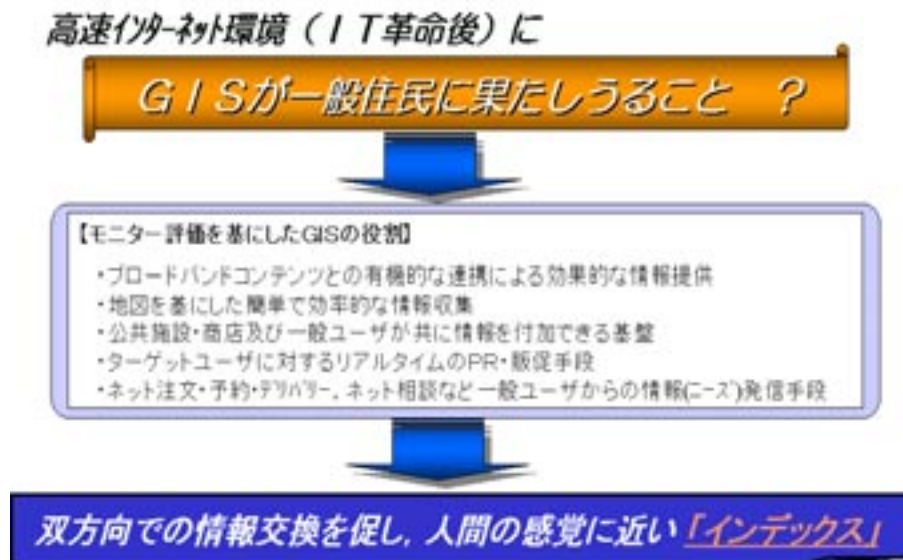 高速ｲﾝﾀｰﾈｯﾄ環境（ＩＴ革命後）に
ＧＩＳが一般住民に果たしうること　？
【モニター評価を基にしたGISの役割】
・ブロードバンドコンテンツとの有機的な連携による効果的な情報提供
・地図を基にした簡単で効率的な情報収集
・公共施設・商店及び一般ユーザが共に情報を付加できる基盤
・ターゲットユーザに対するリアルタイムのPR・販促手段
・ネット注文・予約・ﾃﾞﾘﾊﾞﾘｰ，ネット相談など一般ユーザからの情報(ﾆｰｽﾞ)発信手段
双方向での情報交換を促し，人間の感覚に近い「インデックス」